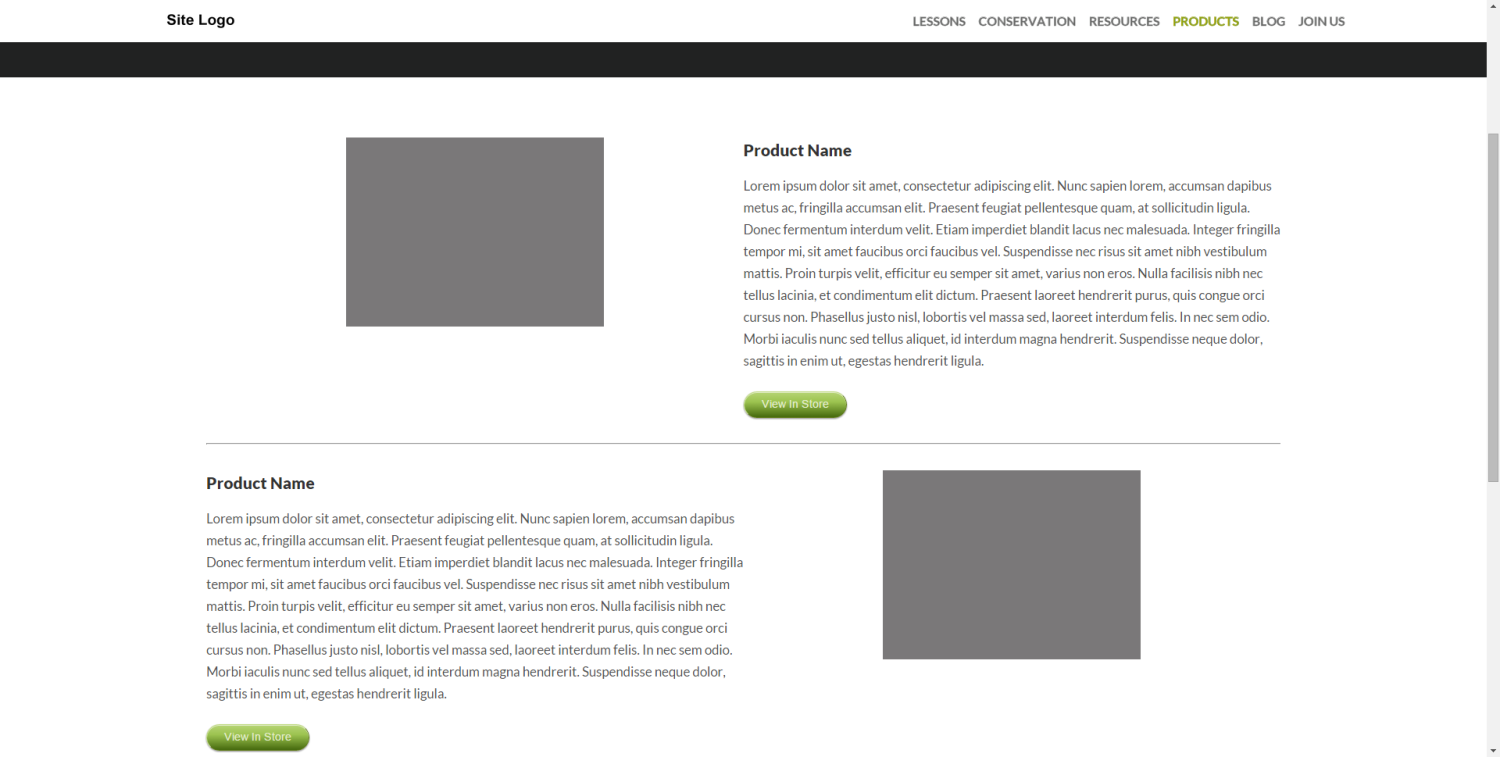 Site Logo
LESSONS CONSERVATION RESOURCES PRODUCTS BLOG JOIN US
Product Name
Lorem ipsum dolor sit amet, consectetur adipiscing elit. Nunc sapien lorem, accumsan dapibus
metus ac, fringilla accumsan elit. Praesent feugiat pellentesque quam, at sollicitudin ligula.
Donec fermentum interdum velit. Etiam imperdiet blandit lacus nec malesuada. Integer fringilla
tempor mi, sit amet faucibus orci faucibus vel. Suspendisse nec risus sit amet nibh vestibulum
mattis. Proin turpis velit, efficitur eu semper sit amet, varius non eros. Nulla facilisis nibh nec
tellus lacinia, et condimentum elit dictum. Praesent laoreet hendrerit purus, quis congue orci
cursus non. Phasellus justo nisl, lobortis vel massa sed, laoreet interdum felis. In nec sem odio.
Morbi iaculis nunc sed tellus aliquet, id interdum magna hendrerit. Suspendisse neque dolor,
sagittis in enim ut, egestas hendrerit ligula.
View In Store
Product Name
Lorem ipsum dolor sit amet, consectetur adipiscing elit. Nunc sapien lorem, accumsan dapibus
metus ac, fringilla accumsan elit. Praesent feugiat pellentesque quam, at sollicitudin ligula.
Donec fermentum interdum velit. Etiam imperdiet blandit lacus nec malesuada. Integer fringilla
tempor mi, sit amet faucibus orci faucibus vel. Suspendisse nec risus sit amet nibh vestibulum
mattis. Proin turpis velit, efficitur eu semper sit amet, varius non eros. Nulla facilisis nibh nec
tellus lacinia, et condimentum elit dictum. Praesent laoreet hendrerit purus, quis congue orci
cursus non. Phasellus justo nisl, lobortis vel massa sed, laoreet interdum felis. In nec sem odio.
Morbi iaculis nunc sed tellus aliquet, id interdum magna hendrerit. Suspendisse neque dolor,
sagittis in enim ut, egestas hendrerit ligula.
View In Store